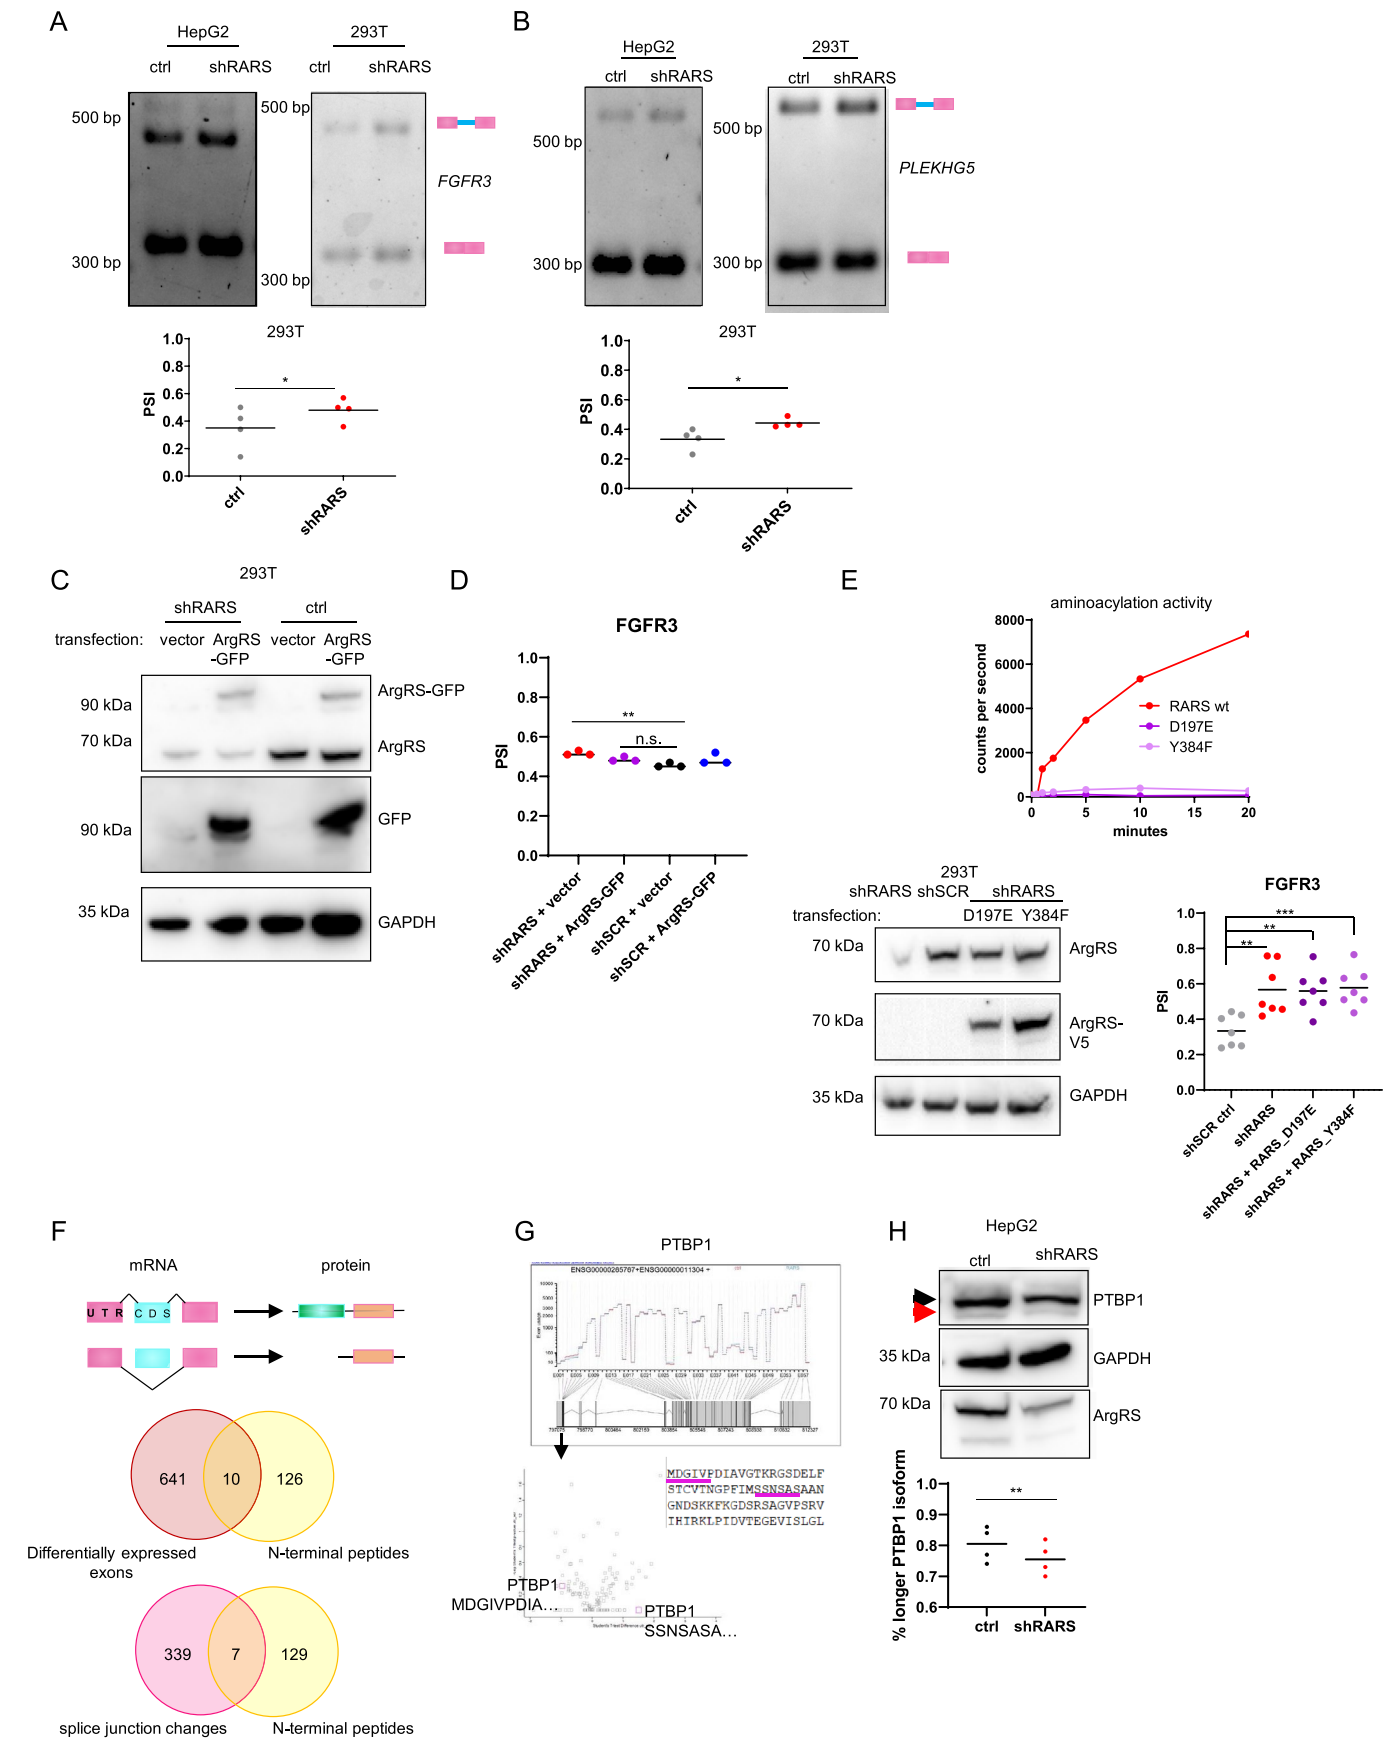 A
HepG2
293T
ctrl shRARS
ctrl shRARS
500 bp
300 bp
500 bp
300 bp
FGFR3
293T
PSI
1.0
0.8
0.6
0.4
0.2
0.0
*
ctrl
shRARS
B
HepG2
293T
ctrl shRARS
ctrl shRARS
500 bp
300 bp
500 bp
300 bp
PLEKHG5
293T
PSI
1.0
0.8
0.6
0.4
0.2
0.0
*
ctrl
shRARS
C
293T
shRARS ctrl
transfection: vector ArgRS-GFP vector ArgRS-GFP
90 kDa
70 kDa
ArgRS-GFP
ArgRS
90 kDa
GFP
35 kDa
GAPDH
D
FGFR3
PSI
1.0
0.8
0.6
0.4
0.2
0.0
**
n.s.
shRARS + vector
shRARS + ArgRS-GFP
shSCR + vector
shSCR + ArgRS-GFP
E
aminoacylation activity
counts per second
8000
6000
4000
2000
0
0 5 10 15 20
minutes
RARS wt
D197E
Y384F
293T
shRARS shSCR shRARS
transfection: D197E Y384F
70 kDa
ArgRS
70 kDa
ArgRS-
V5
35 kDa
GAPDH
FGFR3
PSI
1.0
0.8
0.6
0.4
0.2
0.0
***
**
**
shSCR ctrl
shRARS
shRARS + RARS_D197E
shRARS + RARS_Y384F
F
mRNA
protein
UTR CDS
641 10 126
Differentially expressed
exons
N-terminal peptides
339 7 129
splice junction changes
N-terminal peptides
G
PTBP1
ENSG00000265767+ENSG00000011304 +
MDGIVPDIAVGTKRGSDELF
STCVTNGPFIMSSNSASAAN
GNDSKKFKGDSRSAGVPSRV
THIRKLPIDVTEGEVISLGL
PTBP1
MDGIVPDIA...
PTBP1
SSNSASA...
H
HepG2
ctrl shRARS
PTBP1
35 kDa
GAPDH
70 kDa
ArgRS
% longer PTBP1 isoform
1.0
0.9
0.8
0.7
0.6
**
ctrl shRARS